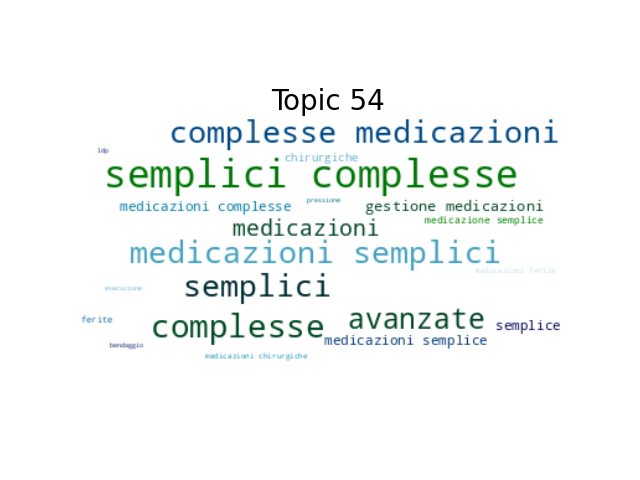 Topic 54
complesse medicazioni
ldp
chirurgiche
semplici complesse
pressione
medicazioni complesse
gestione medicazioni
medicazione semplice
medicazioni
medicazioni semplici
medicazioni ferite
semplici
esecuzione
avanzate
ferite
complesse
semplice
medicazioni semplice
bendaggio
medicazioni chirurgiche